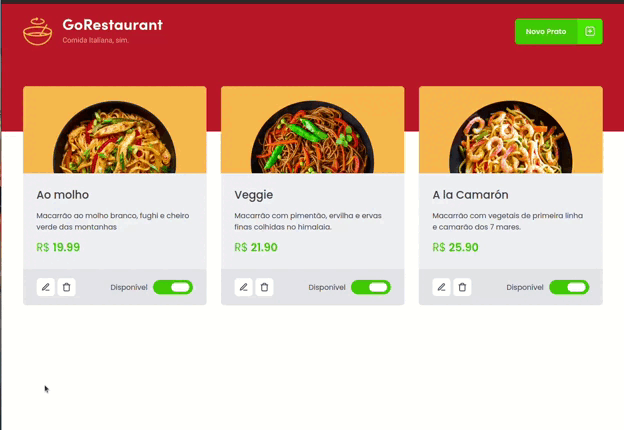 GoRestaurant
Comida Italiana, sim.
Novo Prato
Ao molho
Macarrão ao molho branco, fughi e cheiro
verde das montanhas
R$ 19.99
Disponível
Veggie
Macarrão com pimentão, ervilha e ervas
finas colhidas no himalaia.
R$ 21.90
Disponível
A la Camarón
Macarrão com vegetais de primeira linha
e camarão dos 7 mares.
R$ 25.90
Disponível